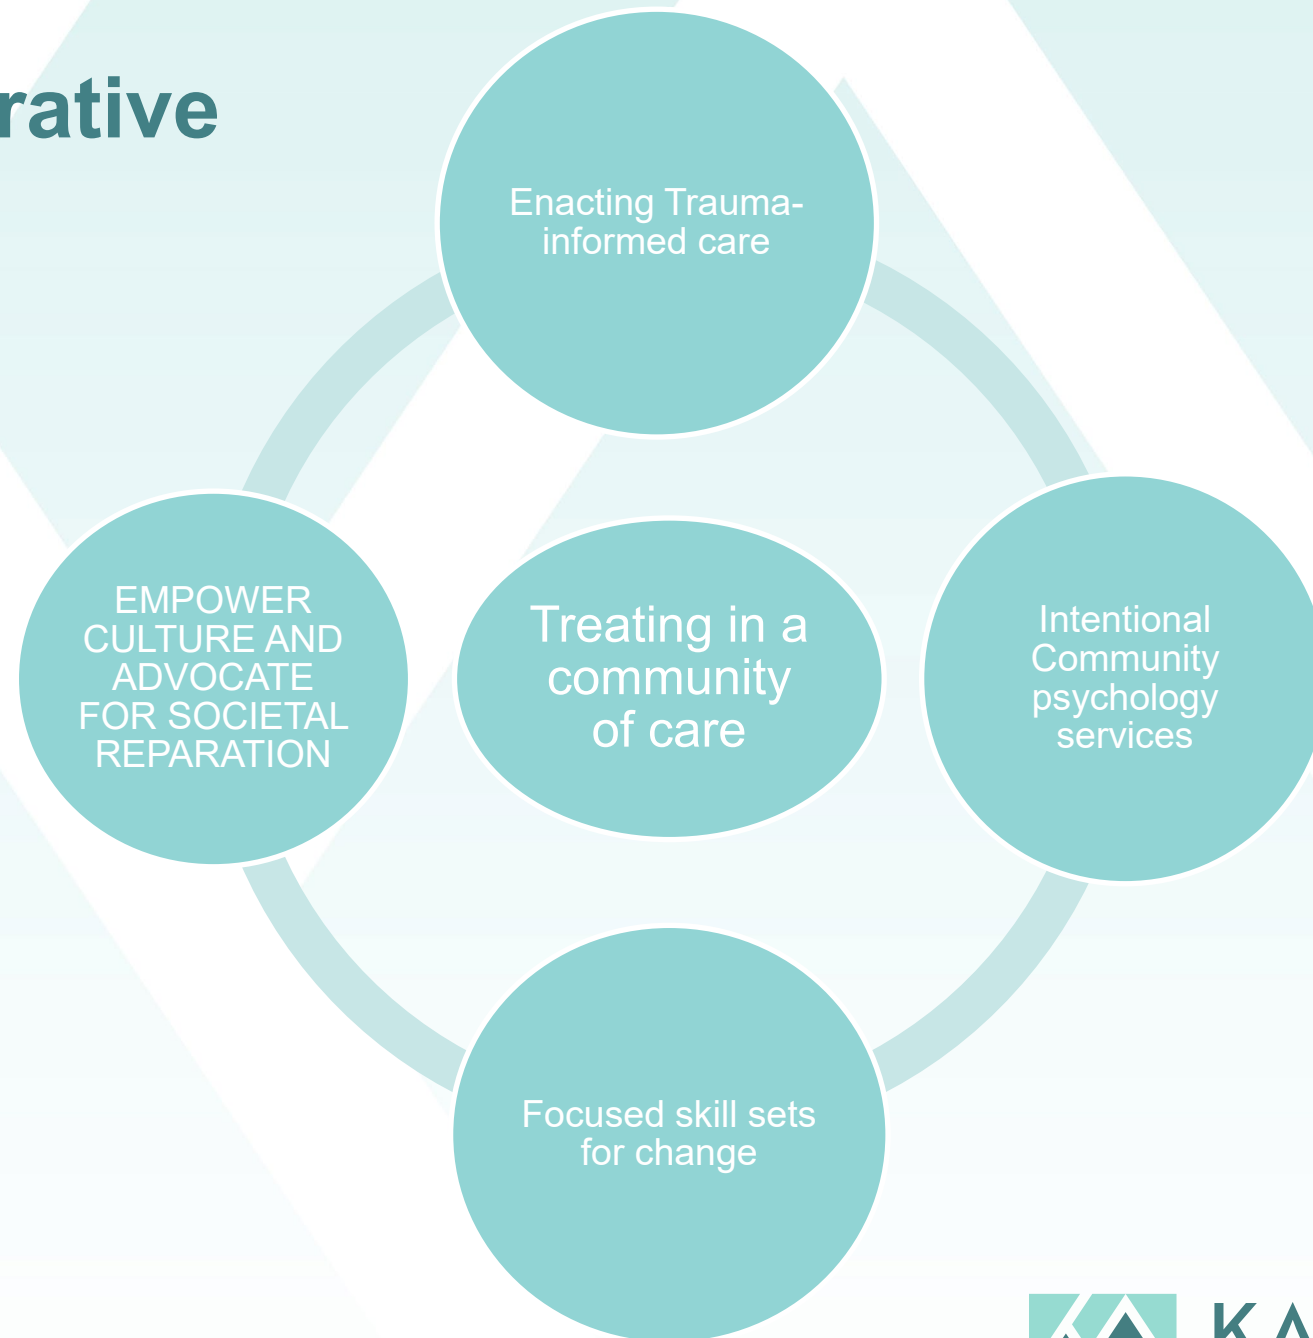 rative
Enacting Trauma-
informed care
EMPOWER
CULTURE AND
ADVOCATE
FOR SOCIETAL
REPARATION
Treating in a
community
of care
Intentional
Community
psychology
services
Focused skill sets
for change
KA